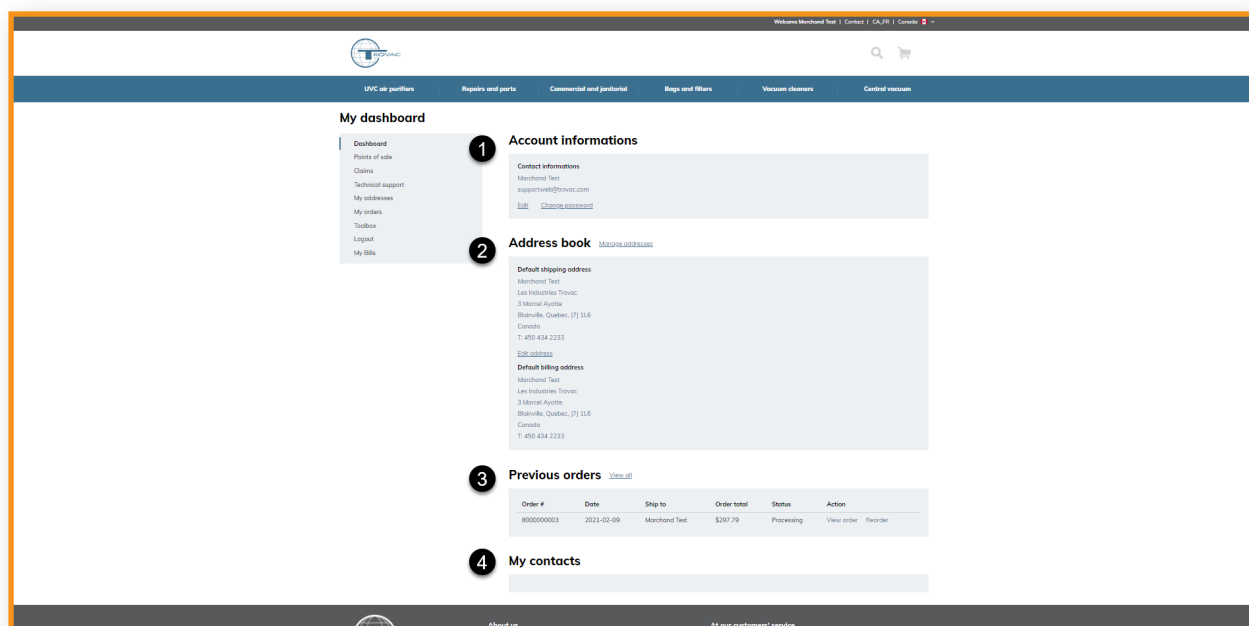 Welcome Marchand Test | Contact | CA_FR | Canada
TROVAC
UVC air purifiers Repairs and parts Commercial and janitorial Bags and filters Vacuum cleaners Central vacuum
My dashboard
Dashboard
Points of sale
Claims
Technical support
My addresses
My orders
Toolbox
Logout
My Bills
1 Account informations
Contact informations
Marchand Test
supportweb@trovac.com
Edit Change password
2 Address book Manage addresses
Default shipping address
Marchand Test
Les Industries Trovac
3 Marcel Ayotte
Blainville, Quebec, J7J 1L6
Canada
T: 450 434 2233
Edit address
Default billing address
Marchand Test
Les Industries Trovac
3 Marcel Ayotte
Blainville, Quebec, J7J 1L6
Canada
T: 450 434 2233
3 Previous orders View all
Order # Date Ship to Order total Status Action
8000000003 2021-02-09 Marchand Test $297.79 Processing View order Reorder
4 My contacts
About us At our customers' service